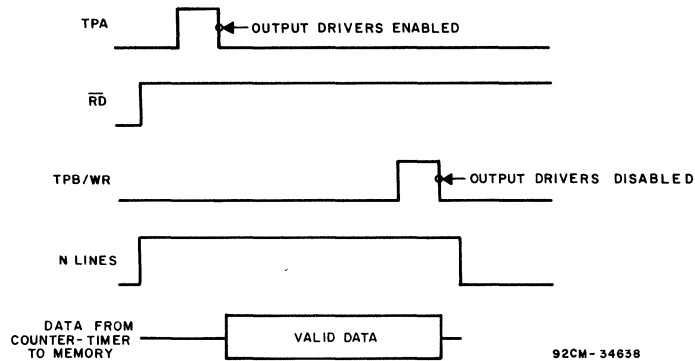 TPA
OUTPUT DRIVERS ENABLED
RD
TPB/WR
OUTPUT DRIVERS DISABLED
N LINES
DATA FROM
COUNTER-TIMER
TO MEMORY
VALID DATA
92CM-34638